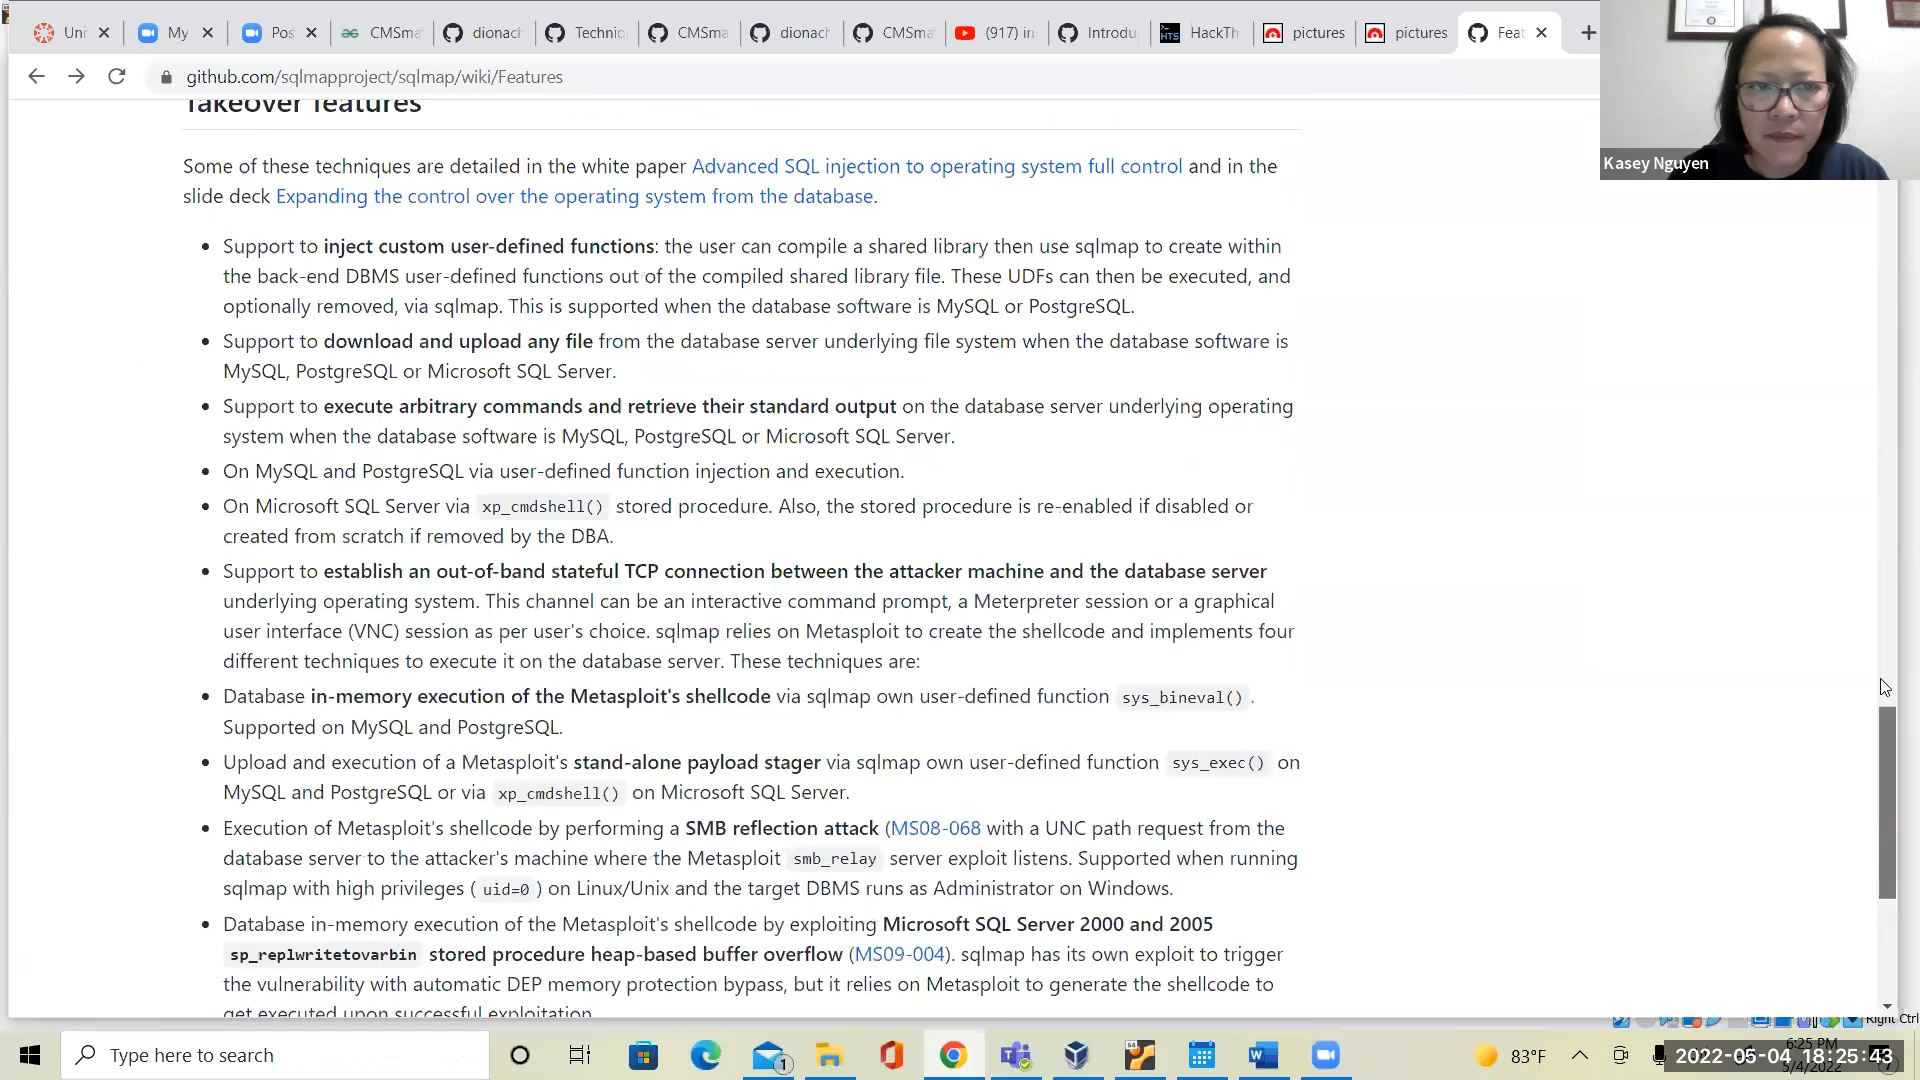 Uni
My
Pos
CMSma
dionach
Techniq
CMSma
dionach
CMSma
(917) in
Introdu
HackTh
pictures
pictures
Feat
github.com/sqlmapproject/sqlmap/wiki/Features
Kasey Nguyen
Takeover features
Some of these techniques are detailed in the white paper Advanced SQL injection to operating system full control and in the
slide deck Expanding the control over the operating system from the database.
Support to inject custom user-defined functions: the user can compile a shared library then use sqlmap to create within
the back-end DBMS user-defined functions out of the compiled shared library file. These UDFs can then be executed, and
optionally removed, via sqlmap. This is supported when the database software is MySQL or PostgreSQL.
Support to download and upload any file from the database server underlying file system when the database software is
MySQL, PostgreSQL or Microsoft SQL Server.
Support to execute arbitrary commands and retrieve their standard output on the database server underlying operating
system when the database software is MySQL, PostgreSQL or Microsoft SQL Server.
On MySQL and PostgreSQL via user-defined function injection and execution.
On Microsoft SQL Server via xp_cmdshell() stored procedure. Also, the stored procedure is re-enabled if disabled or
created from scratch if removed by the DBA.
Support to establish an out-of-band stateful TCP connection between the attacker machine and the database server
underlying operating system. This channel can be an interactive command prompt, a Meterpreter session or a graphical
user interface (VNC) session as per user's choice. sqlmap relies on Metasploit to create the shellcode and implements four
different techniques to execute it on the database server. These techniques are:
Database in-memory execution of the Metasploit's shellcode via sqlmap own user-defined function sys_bineval() .
Supported on MySQL and PostgreSQL.
Upload and execution of a Metasploit's stand-alone payload stager via sqlmap own user-defined function sys_exec() on
MySQL and PostgreSQL or via xp_cmdshell() on Microsoft SQL Server.
Execution of Metasploit's shellcode by performing a SMB reflection attack (MS08-068 with a UNC path request from the
database server to the attacker's machine where the Metasploit smb_relay server exploit listens. Supported when running
sqlmap with high privileges ( uid=0 ) on Linux/Unix and the target DBMS runs as Administrator on Windows.
Database in-memory execution of the Metasploit's shellcode by exploiting Microsoft SQL Server 2000 and 2005
sp_replwritetovarbin stored procedure heap-based buffer overflow (MS09-004). sqlmap has its own exploit to trigger
the vulnerability with automatic DEP memory protection bypass, but it relies on Metasploit to generate the shellcode to
get executed upon successful exploitation.
Right Ctrl
Type here to search
1
83°F
6:25 PM
2022-05-04 18:25:43
5/4/2022